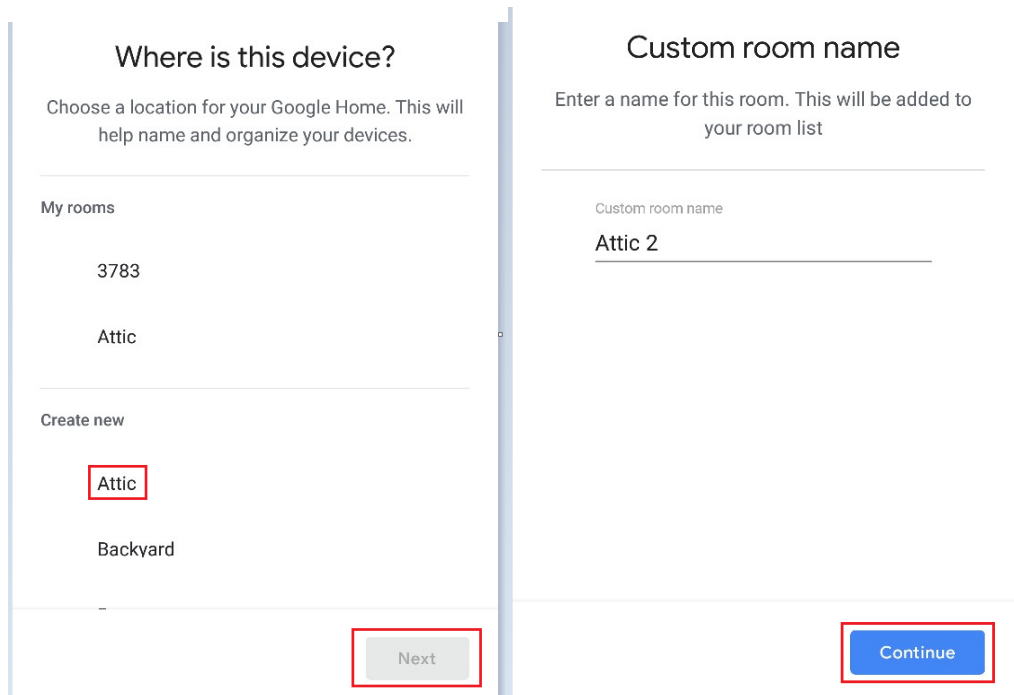 Where is this device?
Choose a location for your Google Home. This will
help name and organize your devices.
My rooms
3783
Attic
Create new
Attic
Backyard
Next
Custom room name
Enter a name for this room. This will be added to
your room list
Custom room name
Attic 2
Continue